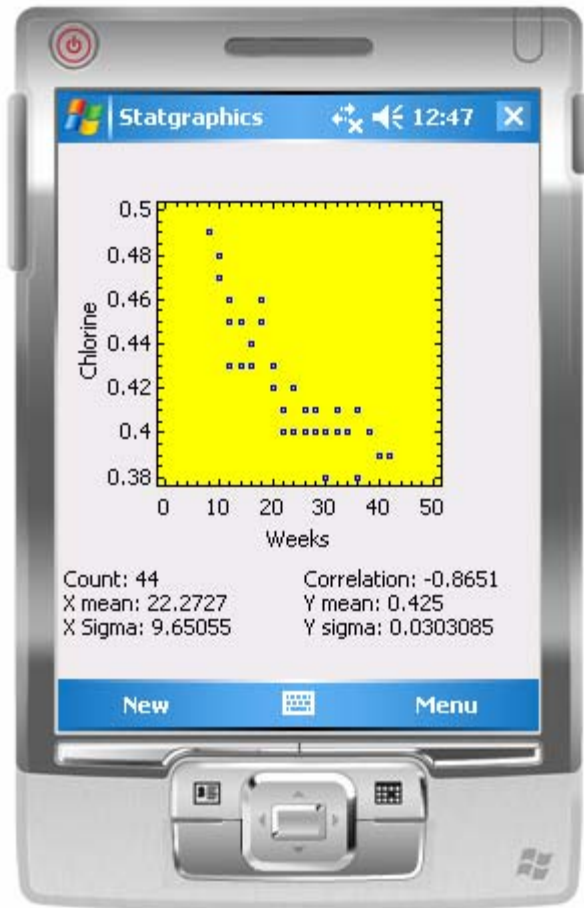 Statgraphics 12:47
0.5
0.48
0.46
0.44
0.42
0.4
0.38
Chlorine
0 10 20 30 40 50
Weeks
Count: 44 Correlation: -0.8651
X mean: 22.2727 Y mean: 0.425
X Sigma: 9.65055 Y sigma: 0.0303085
New Menu